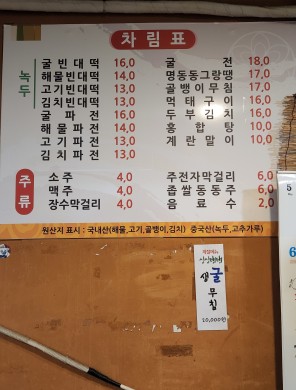 차림표
녹두
굴빈대떡 16,0
해물빈대떡 14,0
고기빈대떡 13,0
김치빈대떡 13,0
굴파전 16,0
해물파전 14,0
고기파전 13,0
김치파전 13,0
굴전 18,0
명동동그랑땡 17,0
골뱅이무침 17,0
먹태구이 16,0
두부김치 16,0
홍합탕 10,0
계란말이 10,0
주류
소주 4,0
맥주 4,0
장수막걸리 4,0
주전자막걸리 6,0
좁쌀동동주 6,0
음료수 2,0
원산지 표시 : 국내산(해물,고기,골뱅이,김치) 중국산(녹두,고추가루)
생굴무침
20,000원
5
6